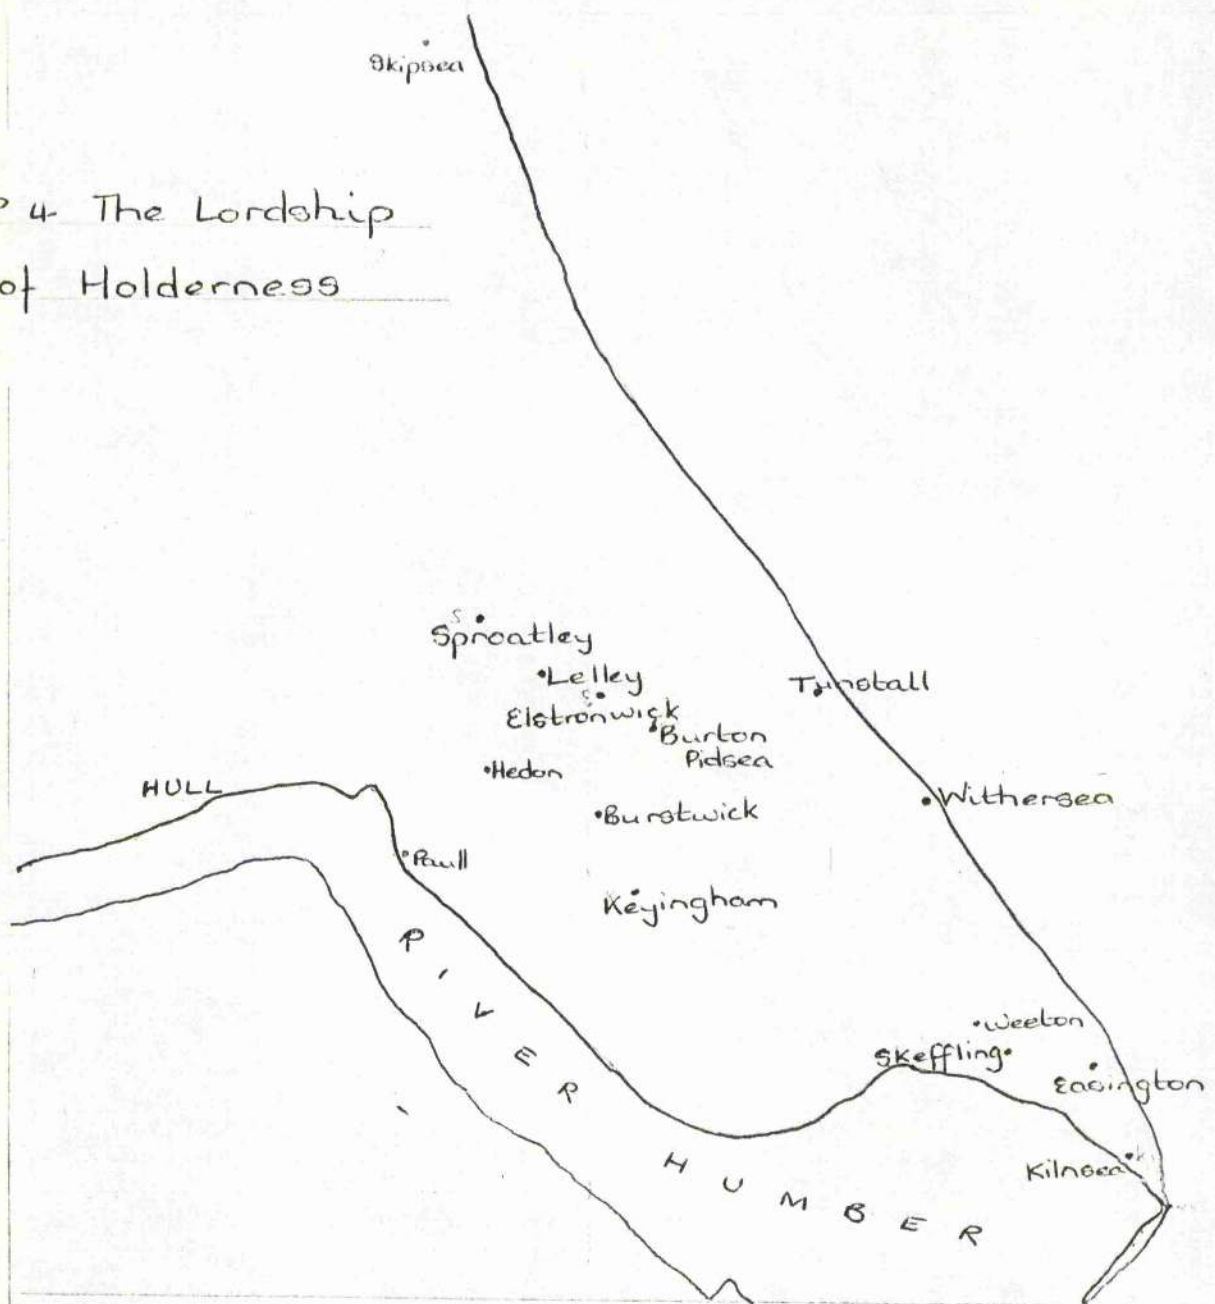 Skipsea
4 The Lordship
of Holderness
Sproatley
Lelley
Elstronwick
Burton
Pidsea
Tunstall
Hedon
HULL
Withersea
Burstwick
Paull
Keyingham
RIVER
Weeton
Skeffling
Easington
Kilnsea
HUMBER